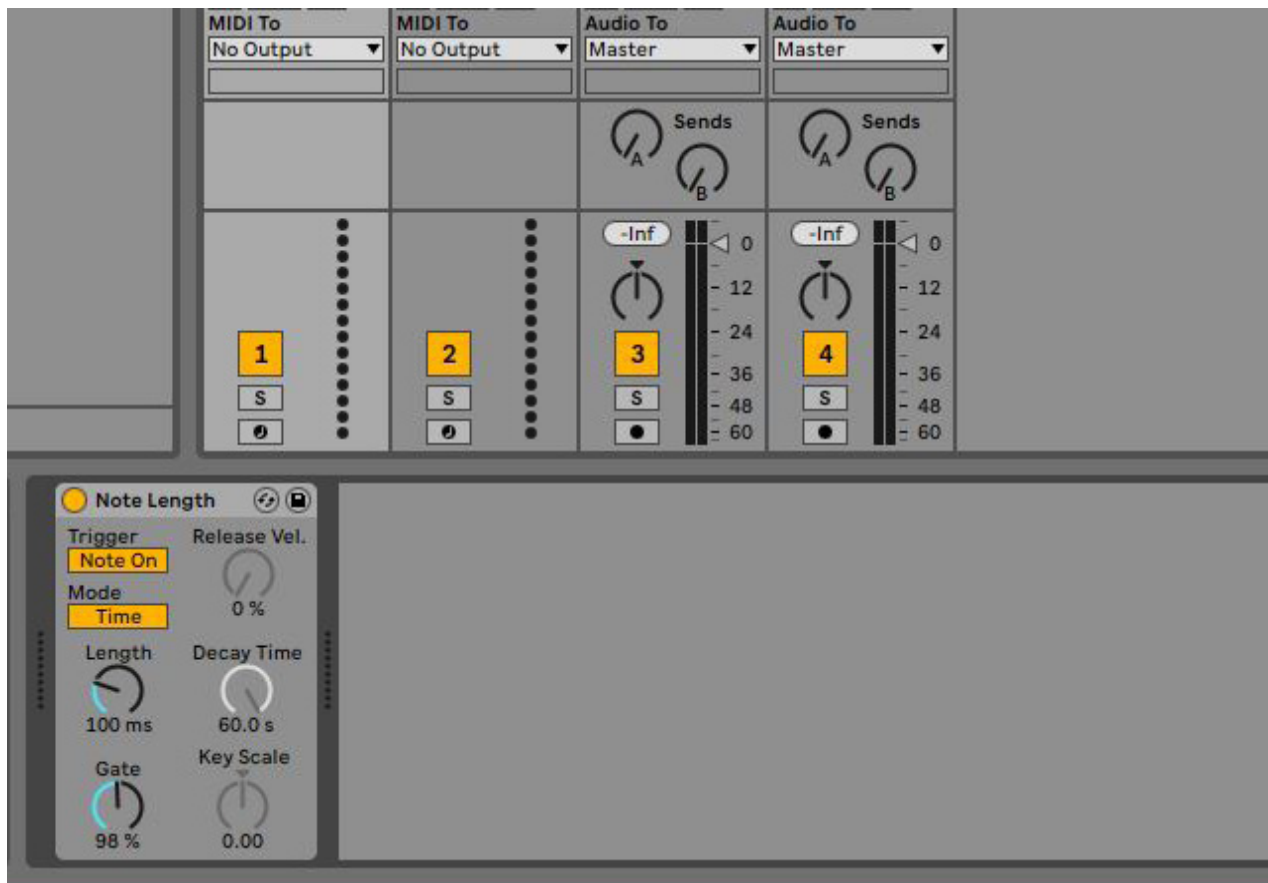 MIDI To MIDI To Audio To Audio To
No Output No Output Master Master
Sends Sends
A A
B B
-Inf -Inf
0 0
12 12
24 24
1 2 3 4
36 36
S S S S
48 48
60 60
Note Length
Trigger Release Vel.
Note On
Mode
0 %
Time
Length Decay Time
100 ms 60.0 s
Gate Key Scale
98 % 0.00